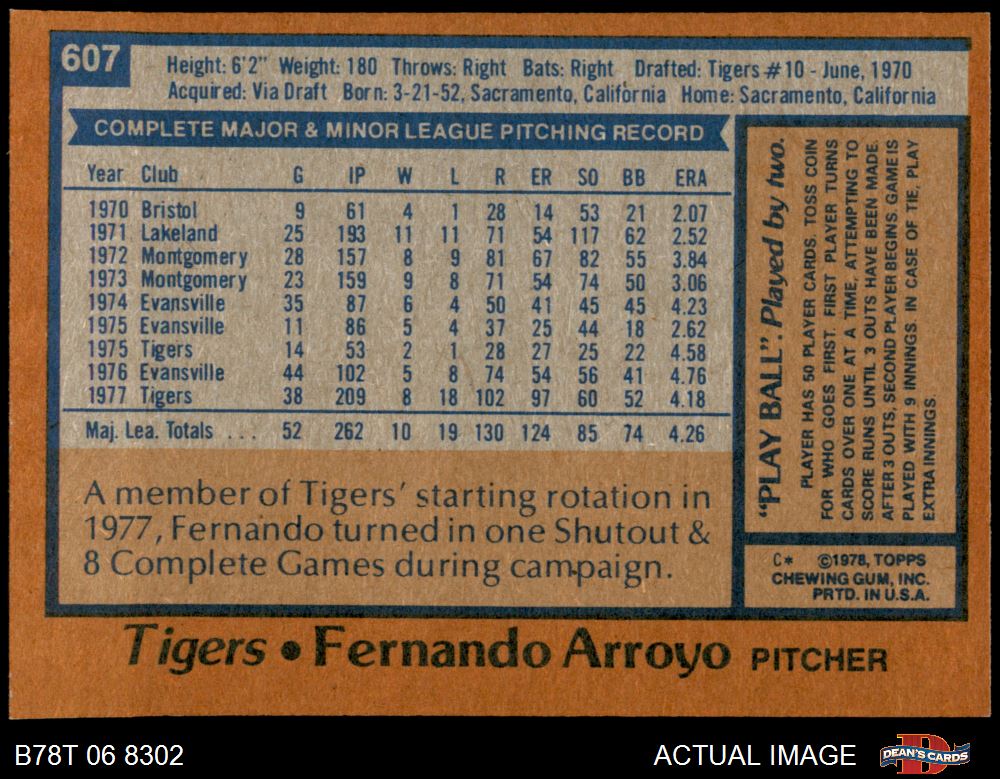 607
Height: 6'2" Weight: 180 Throws: Right Bats: Right Drafted: Tigers #10 - June, 1970
Acquired: Via Draft Born: 3-21-52, Sacramento, California Home: Sacramento, California
COMPLETE MAJOR & MINOR LEAGUE PITCHING RECORD
Year Club G IP W L R ER SO BB ERA
1970 Bristol 9 61 4 1 28 14 53 21 2.07
1971 Lakeland 25 193 11 11 71 54 117 62 2.52
1972 Montgomery 28 157 8 9 81 67 82 55 3.84
1973 Montgomery 23 159 9 8 71 54 74 50 3.06
1974 Evansville 35 87 6 4 50 41 45 45 4.23
1975 Evansville 11 86 5 4 37 25 44 18 2.62
1975 Tigers 14 53 2 1 28 27 25 22 4.58
1976 Evansville 44 102 5 8 74 54 56 41 4.76
1977 Tigers 38 209 8 18 102 97 60 52 4.18
Maj. Lea. Totals ... 52 262 10 19 130 124 85 74 4.26
A member of Tigers' starting rotation in
1977, Fernando turned in one Shutout &
8 Complete Games during campaign.
"PLAY BALL". Played by two.
PLAYER HAS 50 PLAYER CARDS. TOSS COIN
FOR WHO GOES FIRST. FIRST PLAYER TURNS
CARDS OVER ONE AT A TIME, ATTEMPTING TO
SCORE RUNS UNTIL 3 OUTS HAVE BEEN MADE.
AFTER 3 OUTS, SECOND PLAYER BEGINS. GAME IS
PLAYED WITH 9 INNINGS. IN CASE OF TIE, PLAY
EXTRA INNINGS.
C* ©1978, TOPPS
CHEWING GUM, INC.
PRTD. IN U.S.A.
Tigers • Fernando Arroyo PITCHER
B78T 06 8302
ACTUAL IMAGE
DEAN'S CARDS